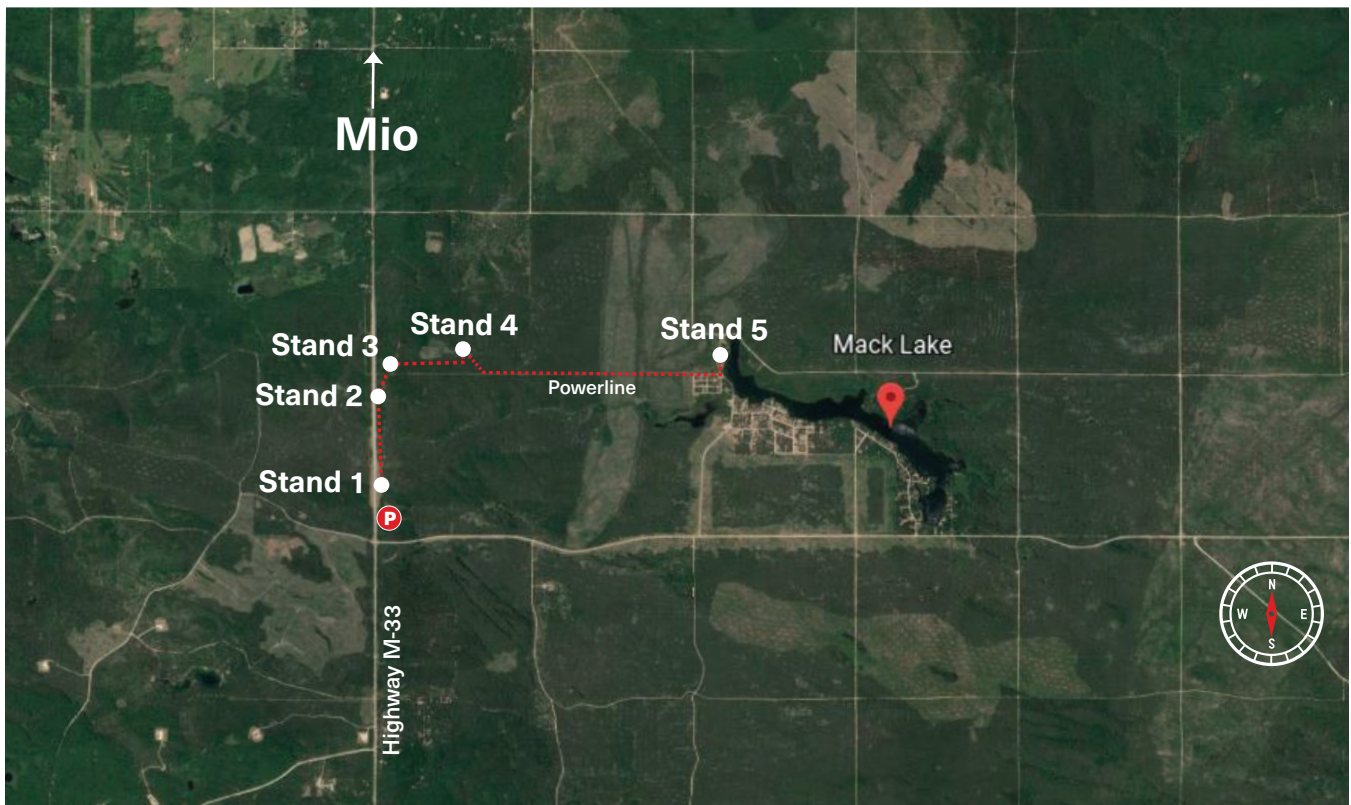 Mio
Stand 4
Stand 5
Stand 3
Mack Lake
Powerline
Stand 2
Stand 1
P
N
W
E
S
Highway M-33